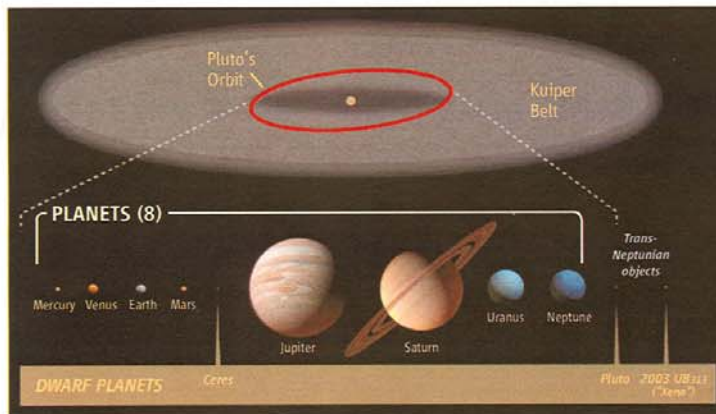 Pluto's
Orbit
Kuiper
Belt
PLANETS (8)
Trans-
Neptunian
objects
Mercury Venus Earth Mars
Jupiter
Saturn
Uranus
Neptune
DWARF PLANETS
Ceres
Pluto 2003 UB313
("Xena")